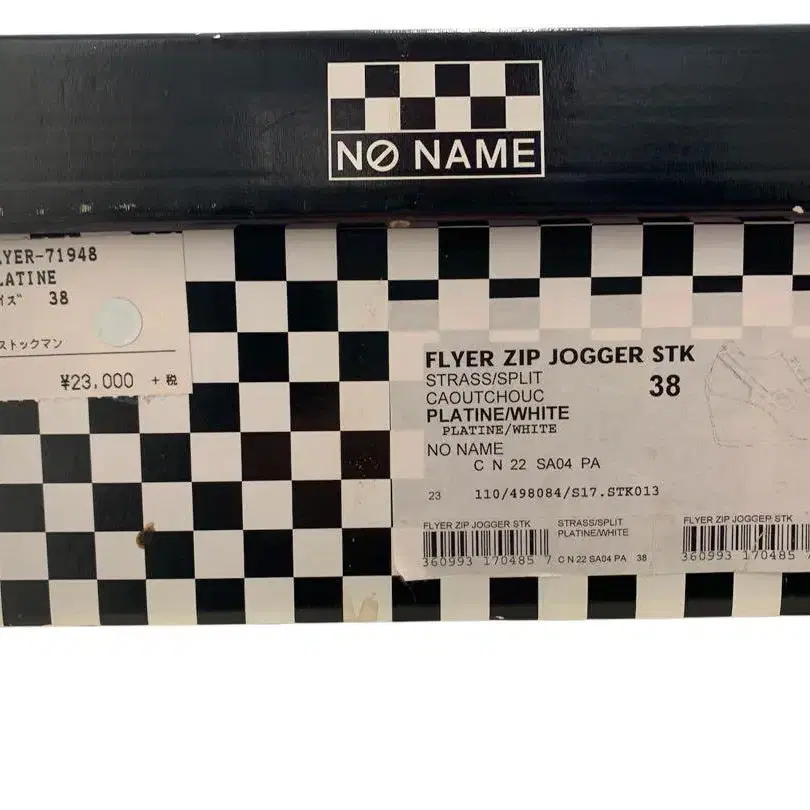 NO NAME
LYER-71948
LATINE
イズ 38
ストックマン
¥23,000 + 税
FLYER ZIP JOGGER STK
STRASS/SPLIT
38
CAOUTCHOUC
PLATINE/WHITE
PLATINE/WHITE
NO NAME
C N 22 SA04 PA
23 110/498084/S17.STK013
FLYER ZIP JOGGER STK
STRASS/SPLIT
PLATINE/WHITE
360993 170485 7
C N 22 SA04 PA 38
FLYER ZIP JOGGER STK
360993 170485 7